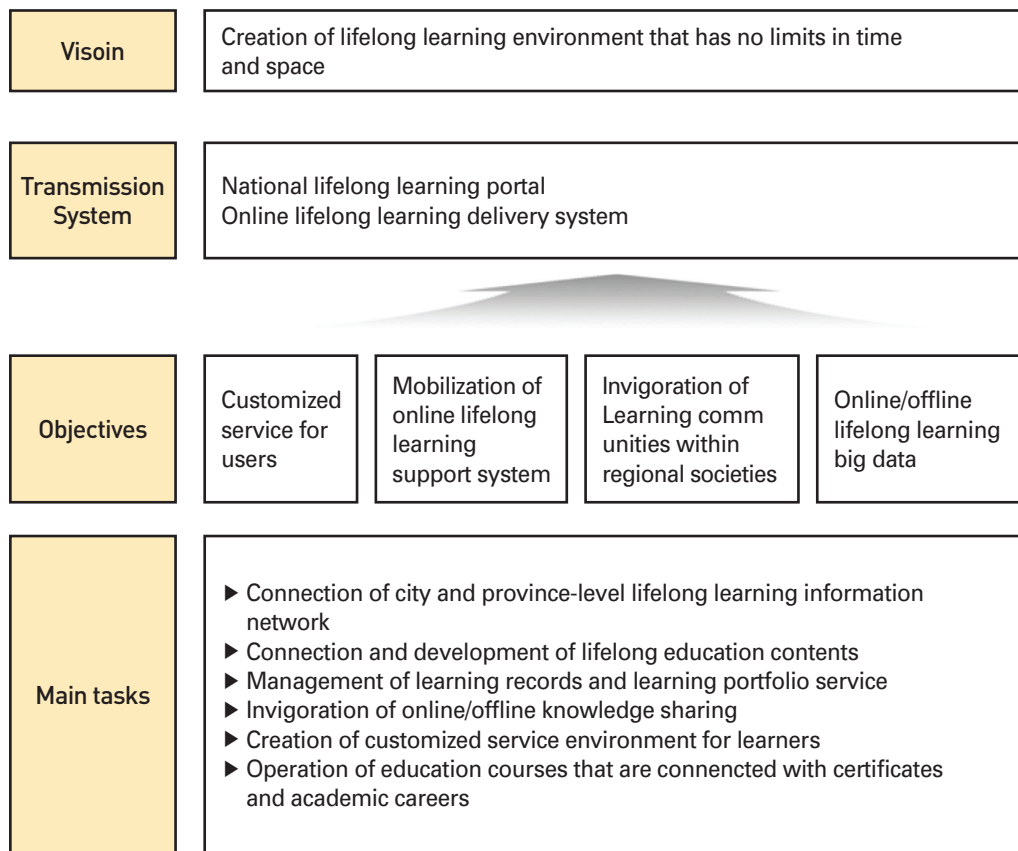 Visoin
Creation of lifelong learning environment that has no limits in time
and space
Transmission
System
National lifelong learning portal
Online lifelong learning delivery system
Objectives
Customized
service for
users
Mobilization of
online lifelong
learning
support system
Invigoration of
Learning comm
unities within
regional societies
Online/offline
lifelong learning
big data
Main tasks
▶ Connection of city and province-level lifelong learning information
network
▶ Connection and development of lifelong education contents
▶ Management of learning records and learning portfolio service
▶ Invigoration of online/offline knowledge sharing
▶ Creation of customized service environment for learners
▶ Operation of education courses that are connencted with certificates
and academic careers